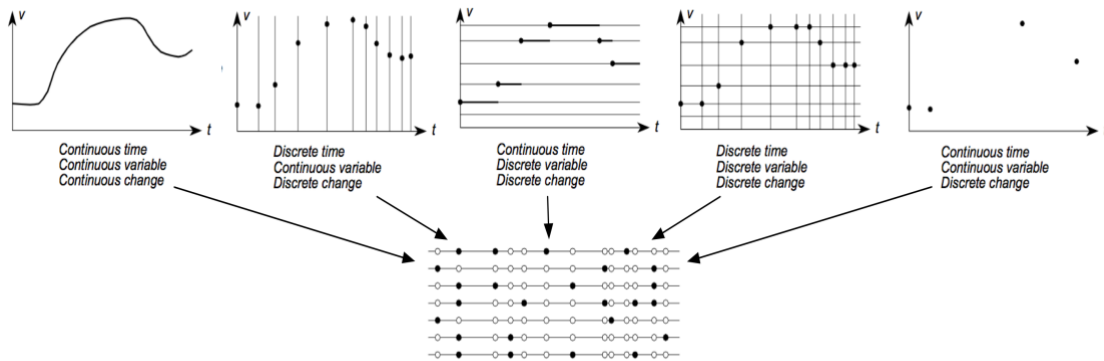 v
t
Continuous time
Continuous variable
Continuous change
v
t
Discrete time
Continuous variable
Discrete change
v
t
Continuous time
Discrete variable
Discrete change
v
t
Discrete time
Discrete variable
Discrete change
v
t
Continuous time
Continuous variable
Discrete change